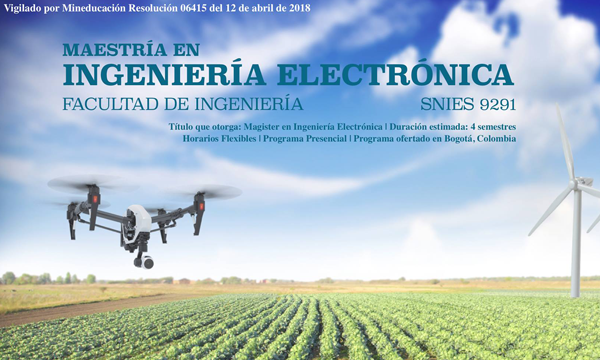 Vigilado por Mineducación Resolución 06415 del 12 de abril de 2018
MAESTRÍA EN
INGENIERÍA ELECTRÓNICA
FACULTAD DE INGENIERÍA SNIES 9291
Título que otorga: Magister en Ingeniería Electrónica | Duración estimada: 4 semestres
Horarios Flexibles | Programa Presencial | Programa ofertado en Bogotá, Colombia